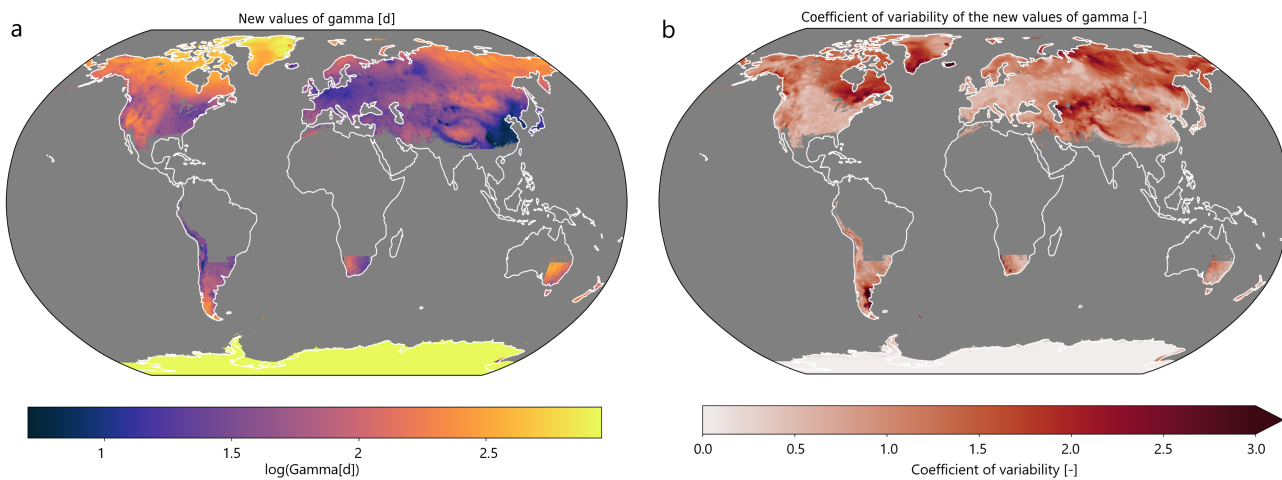 a
New values of gamma [d]
1
1.5
2
2.5
log(Gamma[d])
b
Coefficient of variability of the new values of gamma [-]
0.0
0.5
1.0
1.5
2.0
2.5
3.0
Coefficient of variability [-]